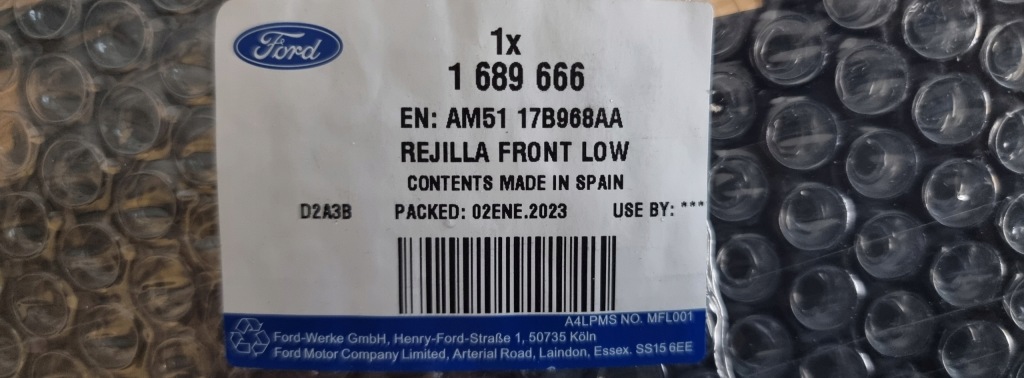 Ford
1x
1 689 666
EN: AM51 17B968AA
REJILLA FRONT LOW
CONTENTS MADE IN SPAIN
D2A3B PACKED: 02ENE.2023 USE BY: ***
A4LPMS NO. MFL001
Ford-Werke GmbH, Henry-Ford-Straße 1, 50735 Köln
Ford Motor Company Limited, Arterial Road, Laindon, Essex. SS15 6EE